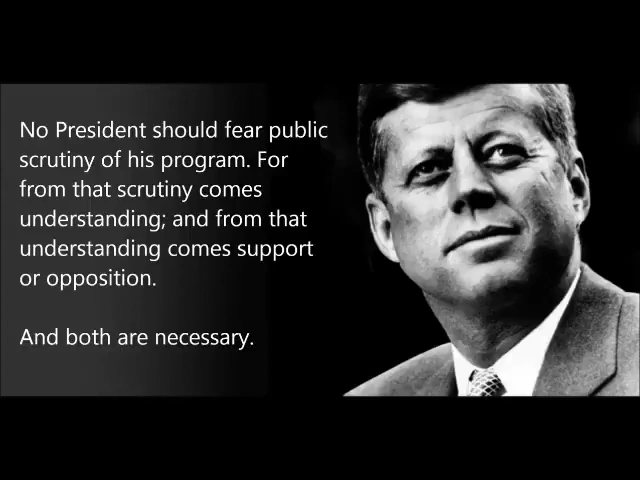 No President should fear public
scrutiny of his program. For
from that scrutiny comes
understanding; and from that
understanding comes support
or opposition.
And both are necessary.